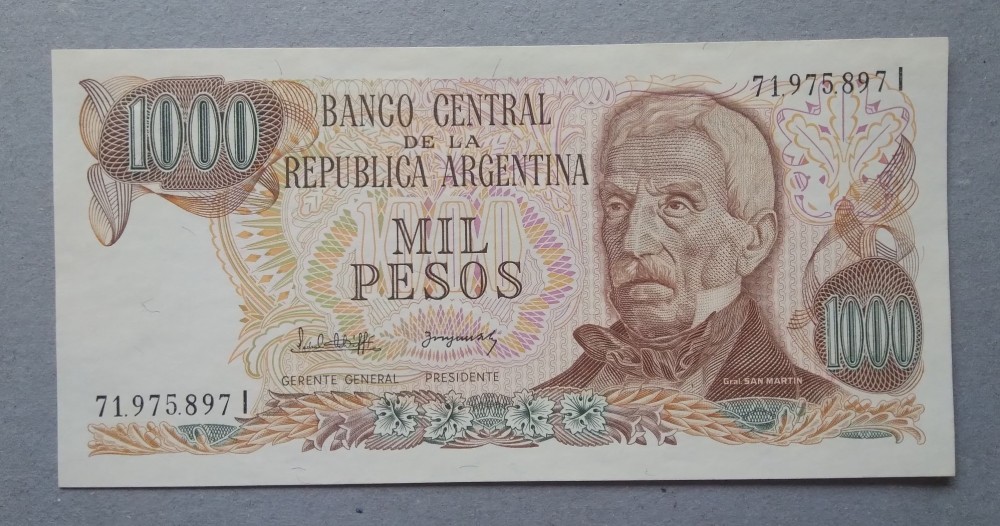 1000
71.975.897 I
BANCO CENTRAL
DE LA
REPUBLICA ARGENTINA
1000
MIL
PESOS
GERENTE GENERAL PRESIDENTE
Gral. SAN MARTIN
1000
71.975.897 I